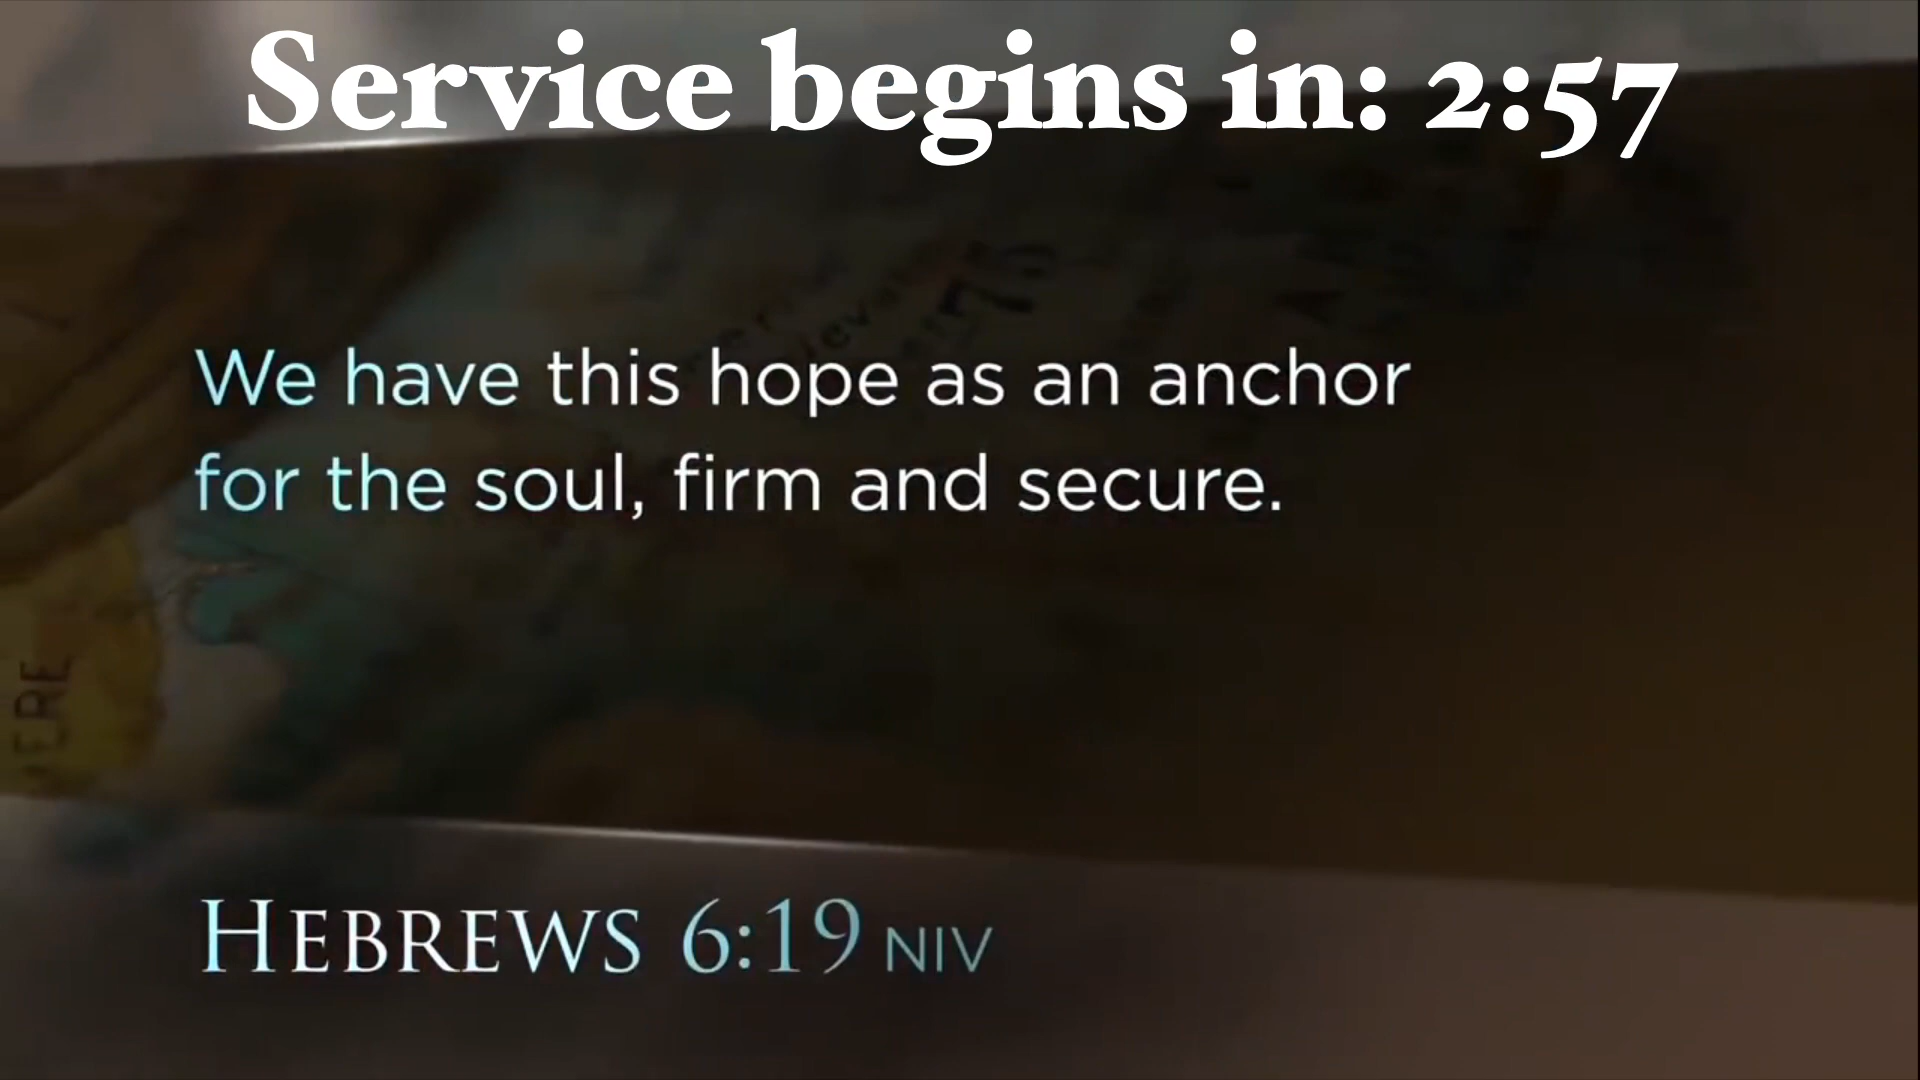 Service begins in: 2:57
We have this hope as an anchor
for the soul, firm and secure.
HEBREWS 6:19 NIV